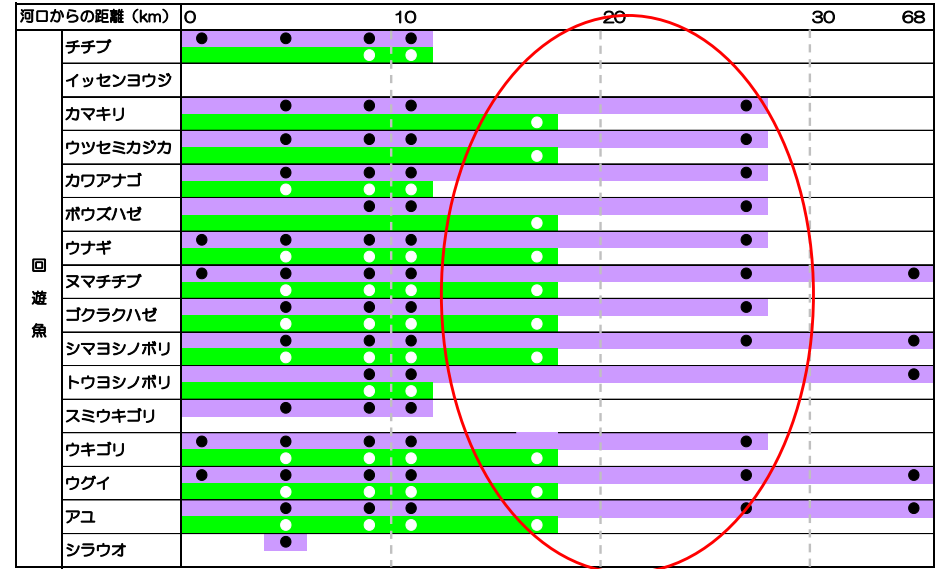 河口からの距離（km） 0 10 20 30 68
回遊魚
チチブ
イッセンヨウジ
カマキリ
ウツセミカジカ
カワアナゴ
ボウズハゼ
ウナギ
ヌマチチブ
ゴクラクハゼ
シマヨシノボリ
トウヨシノボリ
スミウキゴリ
ウキゴリ
ウグイ
アユ
シラウオ